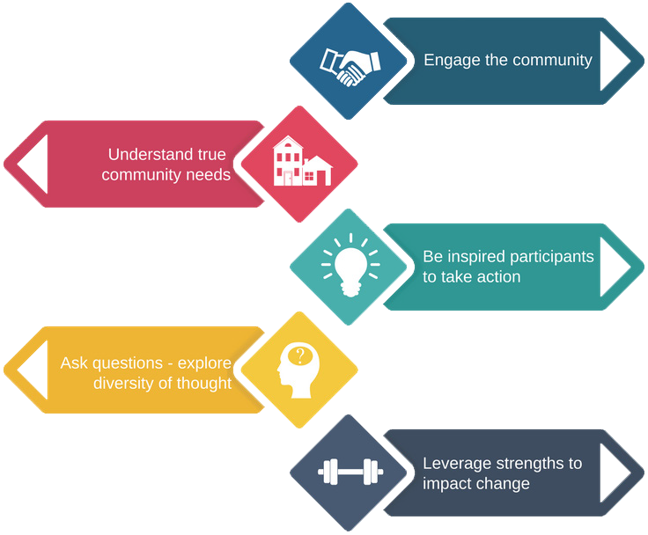 Engage the community
Understand true
community needs
Be inspired participants
to take action
Ask questions - explore
diversity of thought
?
Leverage strengths to
impact change